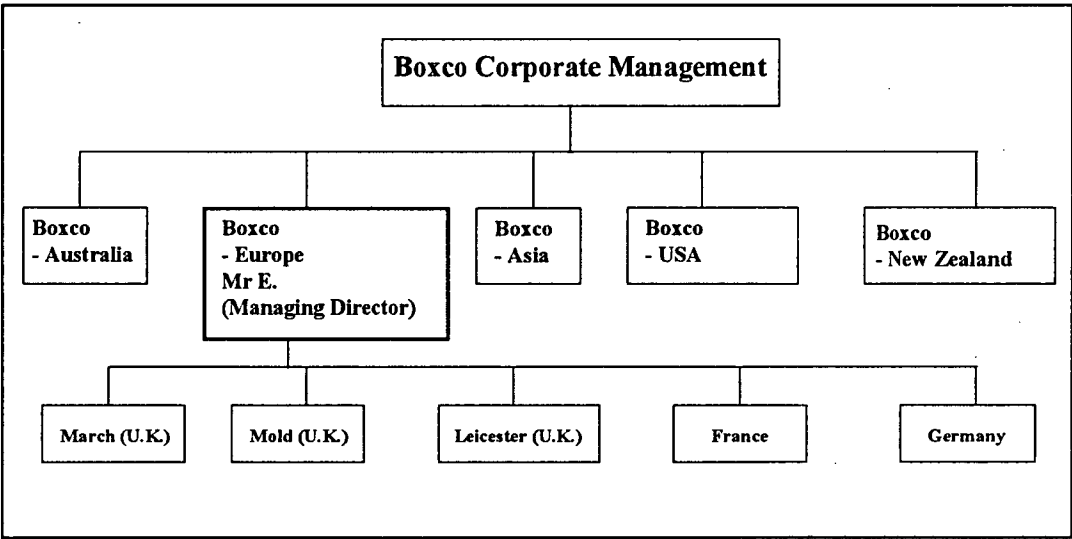 Boxco Corporate Management
Boxco
- Australia
Boxco
- Europe
Mr E.
(Managing Director)
Boxco
- Asia
Boxco
- USA
Boxco
- New Zealand
March (U.K.)
Mold (U.K.)
Leicester (U.K.)
France
Germany